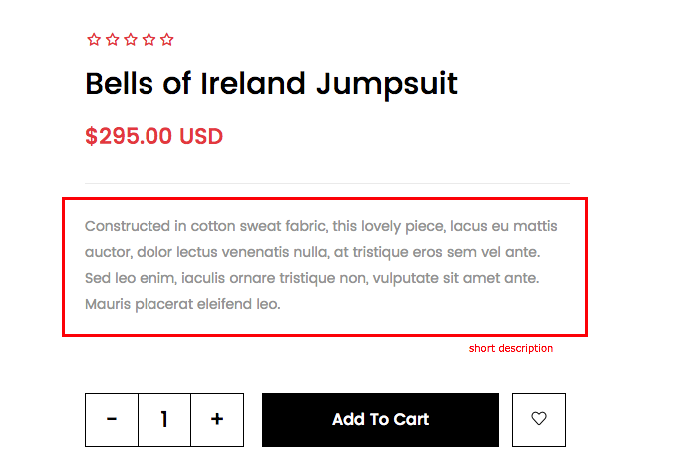 Bells of Ireland Jumpsuit
$295.00 USD
Constructed in cotton sweat fabric, this lovely piece, lacus eu mattis
auctor, dolor lectus venenatis nulla, at tristique eros sem vel ante.
Sed leo enim, iaculis ornare tristique non, vulputate sit amet ante.
Mauris placerat eleifend leo.
short description
- 1 + Add To Cart